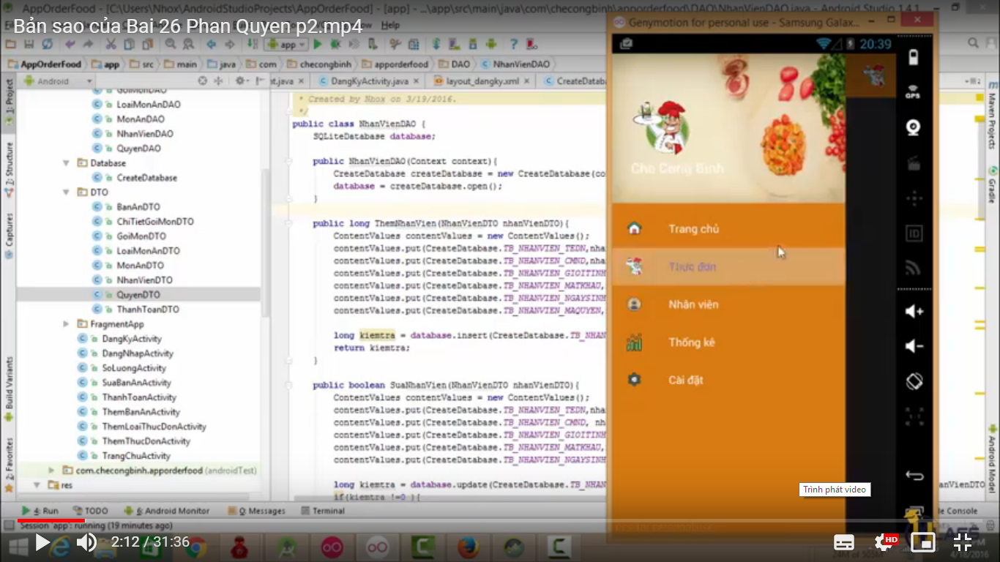 AppOrderFood - [C:\Users\Nhox\AndroidStudioProjects\AppOrderFood] - [app] - ...\app\src\main\java\com\checongbinh\apporderfood\DAO\NhanVienDAO.java - Android Studio 1.4.1
Bản sao của Bai 26 Phan Quyen p2.mp4
Help
Genymotion for personal use - Samsung Galax...
app
20:39
AppOrderFood
app
src
main
java
com
checongbinh
apporderfood
DAO
NhanVienDAO
Android
nt.java
DangKyActivity.java
layout_dangky.xml
CreateDataba
GPS
1: Project
Z: Structure
Captures
Build Variants
2: Favorites
GoiMonDAO
LoaiMonAnDAO
MonAnDAO
NhanVienDAO
QuyenDAO
Database
CreateDatabase
DTO
BanAnDTO
ChiTietGoiMonDTO
GoiMonDTO
LoaiMonAnDTO
MonAnDTO
NhanVienDTO
QuyenDTO
ThanhToanDTO
FragmentApp
DangKyActivity
DangNhapActivity
SoLuongActivity
SuaBanAnActivity
ThanhToanActivity
ThemBanAnActivity
ThemLoaiThucDonActivity
ThemThucDonActivity
TrangChuActivity
com.checongbinh.apporderfood (androidTest)
res
* Created by Nhox on 3/19/2016.
*/
public class NhanVienDAO {
SQLiteDatabase database;
public NhanVienDAO(Context context){
CreateDatabase createDatabase = new CreateDatabase(co
database = createDatabase.open();
}
public long ThemNhanVien(NhanVienDTO nhanVienDTO){
ContentValues contentValues = new ContentValues();
contentValues.put(CreateDatabase.TB_NHANVIEN_TEDN,nha
contentValues.put(CreateDatabase.TB_NHANVIEN_CMND,
contentValues.put(CreateDatabase.TB_NHANVIEN_GIOITINH
contentValues.put(CreateDatabase.TB_NHANVIEN_MATKHAU,
contentValues.put(CreateDatabase.TB_NHANVIEN_NGAYSINH
contentValues.put(CreateDatabase.TB_NHANVIEN_MAQUYEN,
long kiemtra = database.insert(CreateDatabase.TB_NHAN
return kiemtra;
}
public boolean SuaNhanVien(NhanVienDTO nhanVienDTO){
ContentValues contentValues = new ContentValues();
contentValues.put(CreateDatabase.TB_NHANVIEN_TEDN,nha
contentValues.put(CreateDatabase.TB_NHANVIEN_CMND, nh
contentValues.put(CreateDatabase.TB_NHANVIEN_GIOITINH
contentValues.put(CreateDatabase.TB_NHANVIEN_MATKHAU,
contentValues.put(CreateDatabase.TB_NHANVIEN_NGAYSINH
long kiemtra = database.update(CreateDatabase.TB_NHAN
anVienDTO
if(kiemtra !=0 ){
Che Cong Binh
Trang chủ
Thực đơn
Nhân viên
Thống kê
Cài đặt
ID
Maven Projects
Gradle
Android Model
Trình phát video
4: Run
TODO
6: Android Monitor
0: Messages
Terminal
le Console
Session 'app': running (19 minutes ago)
2:12 / 31:36
HD
24M of 505M
4/18/2016